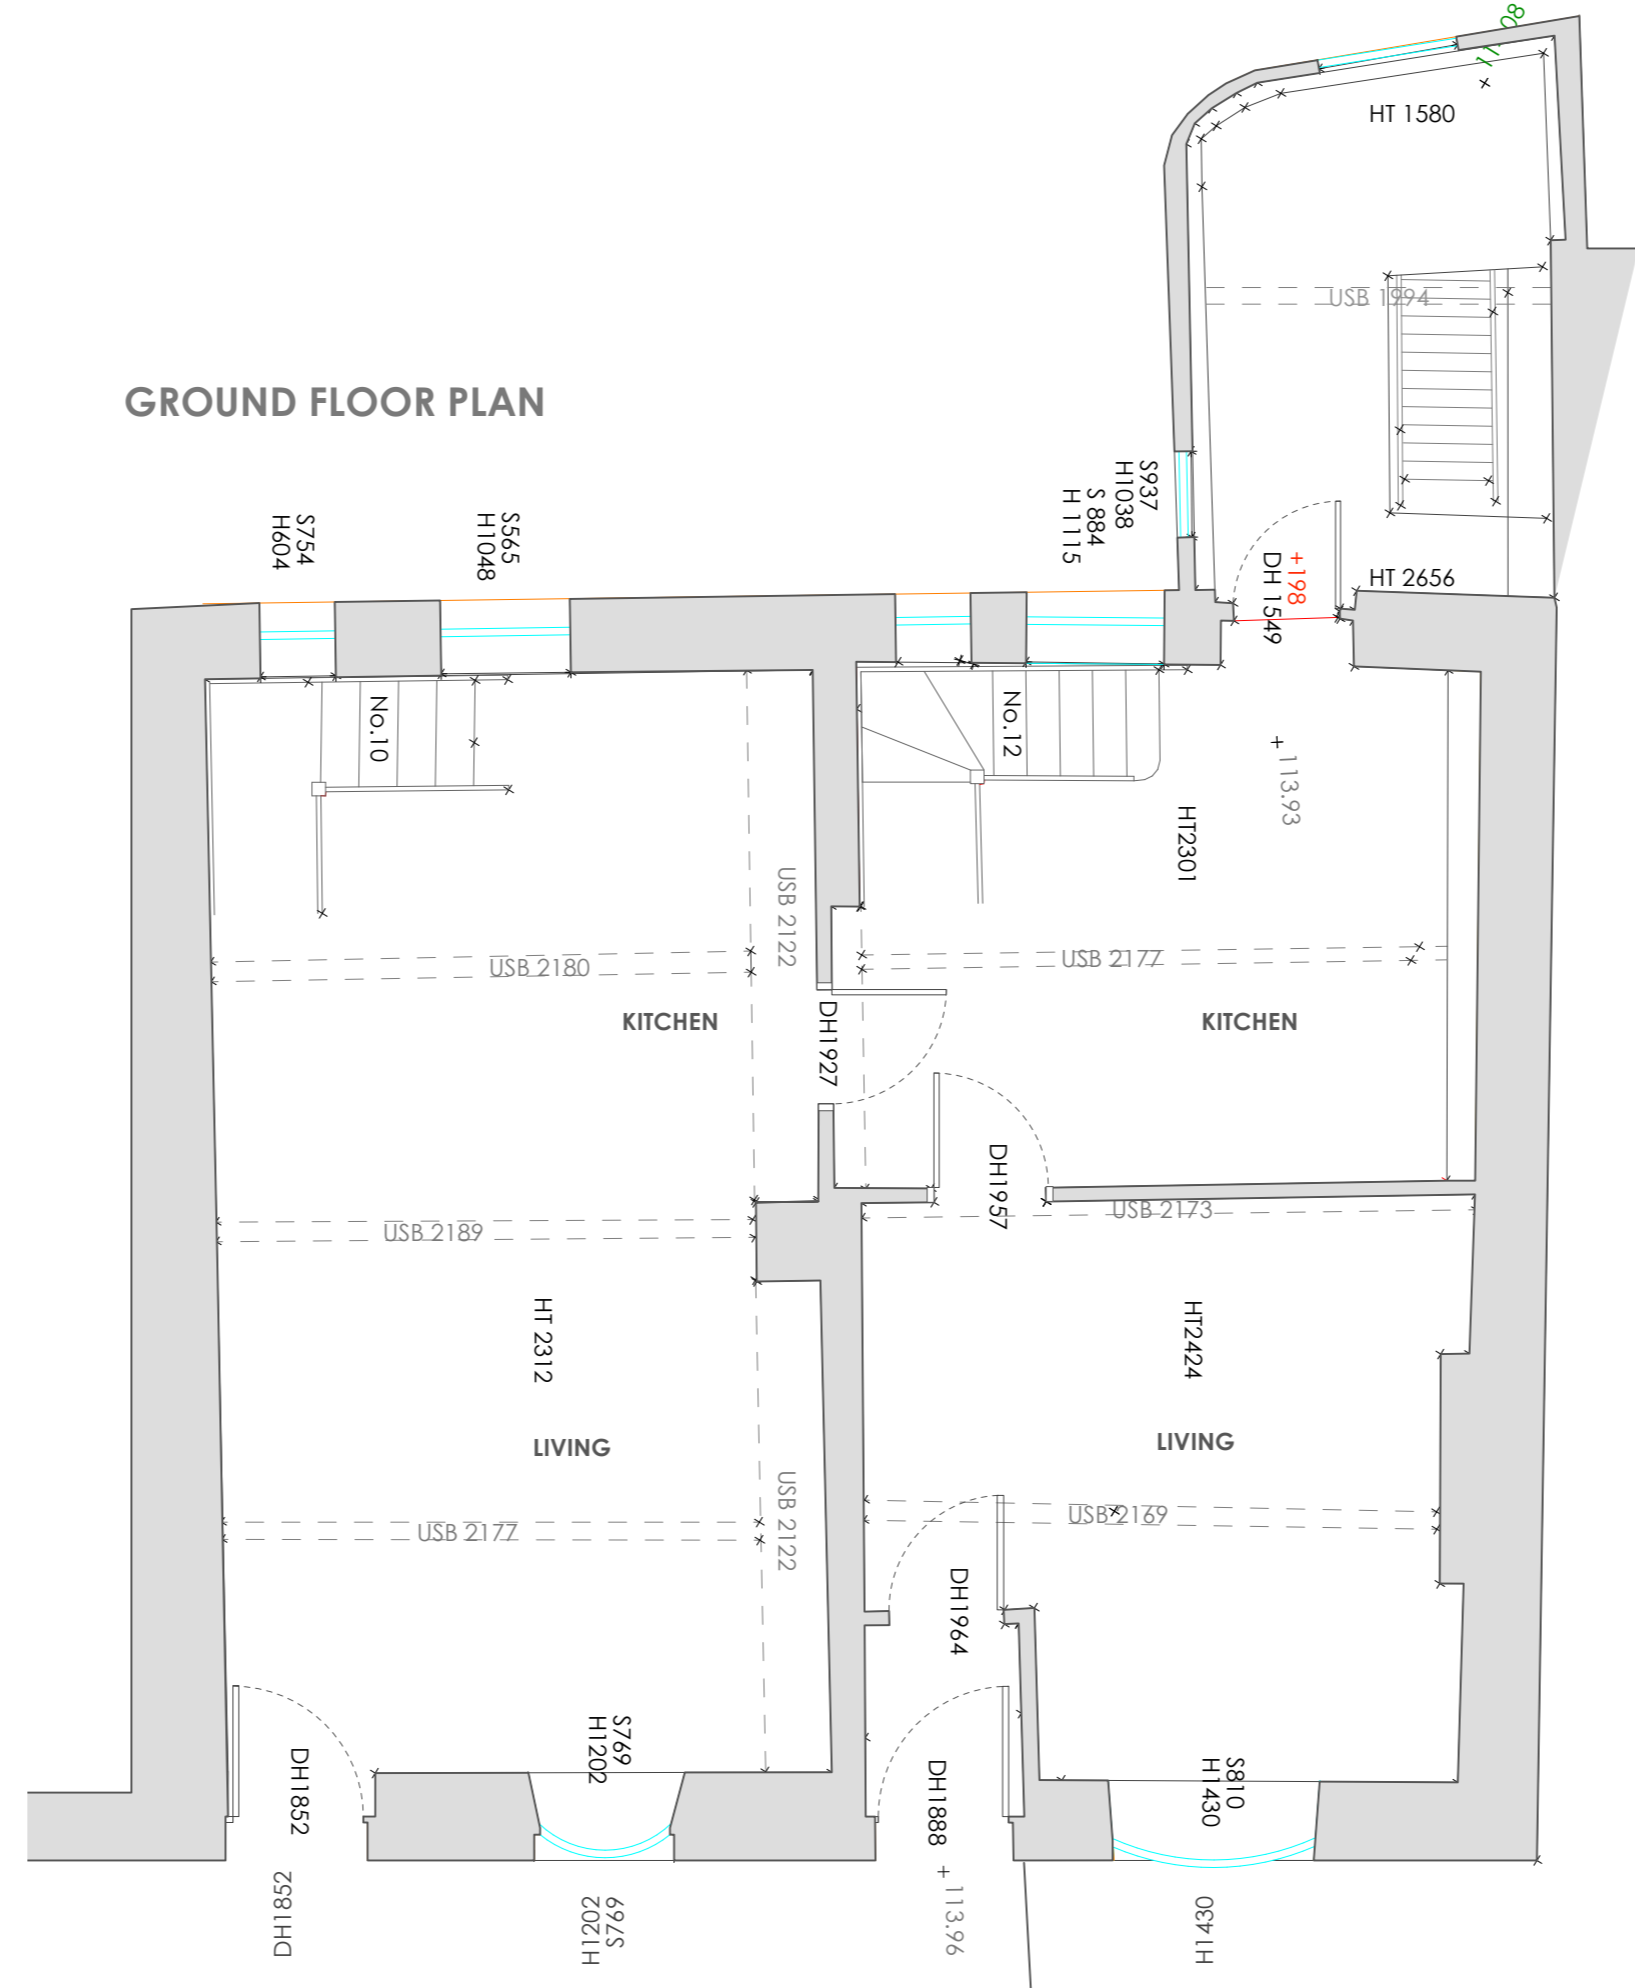 HT 1580
USB 1994
GROUND FLOOR PLAN
S754
H604
S565
H1048
S937
H1038
S 884
H 1115
+198
DH 1549
HT 2656
No.10
No.12
+ 113.93
HT2301
USB 2122
USB 2180
USB 2177
KITCHEN
KITCHEN
DH1927
DH1957
USB 2173
USB 2189
HT 2312
HT2424
LIVING
LIVING
USB 2122
USB 2177
USB 2169
DH1964
S769
H1202
DH1852
DH1888
S810
H1430
DH1852
S769
H1202
+ 113.96
H1430